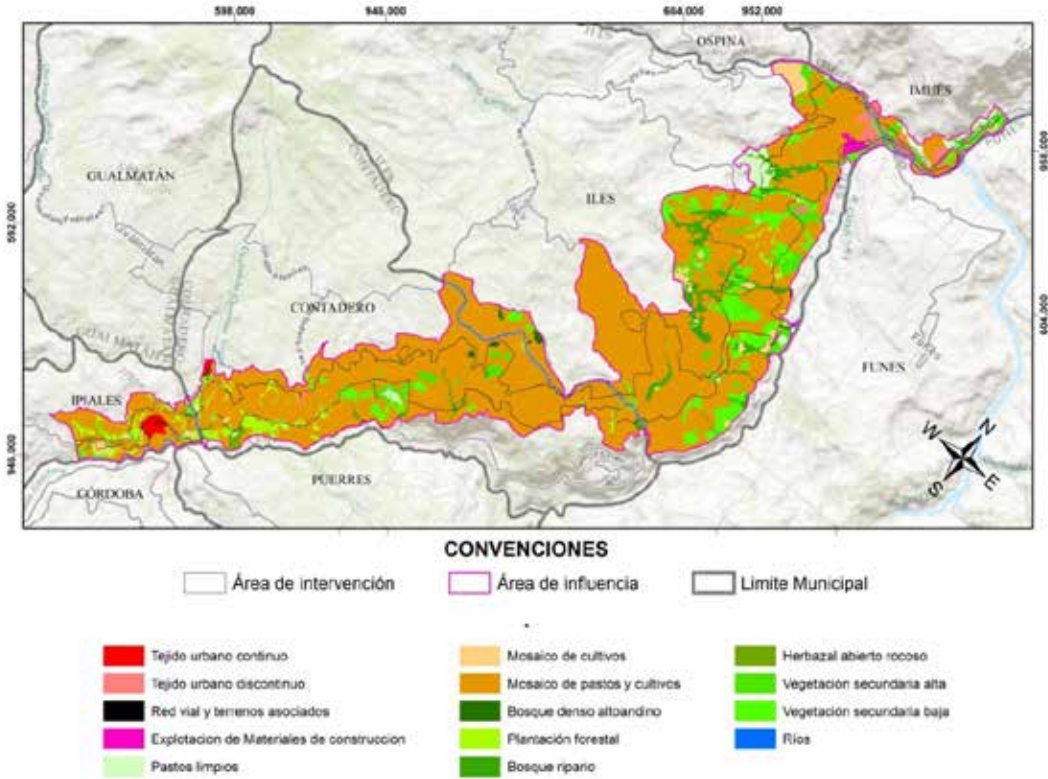 598.000 948.000 664.000 952.000
OSPINA
IMUÉS
958.000
GUALMATÁN
ILES
592.000
CONTADERO
604.000
FUNES
IPIALES
946.000
CÓRDOBA
PUERRES
N
W
E
S
CONVENCIONES
Área de intervención Área de influencia Limite Municipal
Tejido urbano continuo Mosaico de cultivos Herbazal abierto rocoso
Tejido urbano discontinuo Mosaico de pastos y cultivos Vegetación secundaria alta
Red vial y terrenos asociados Bosque denso altoandino Vegetación secundaria baja
Explotacion de Materiales de construccion Plantación forestal Ríos
Pastos limpios Bosque ripario